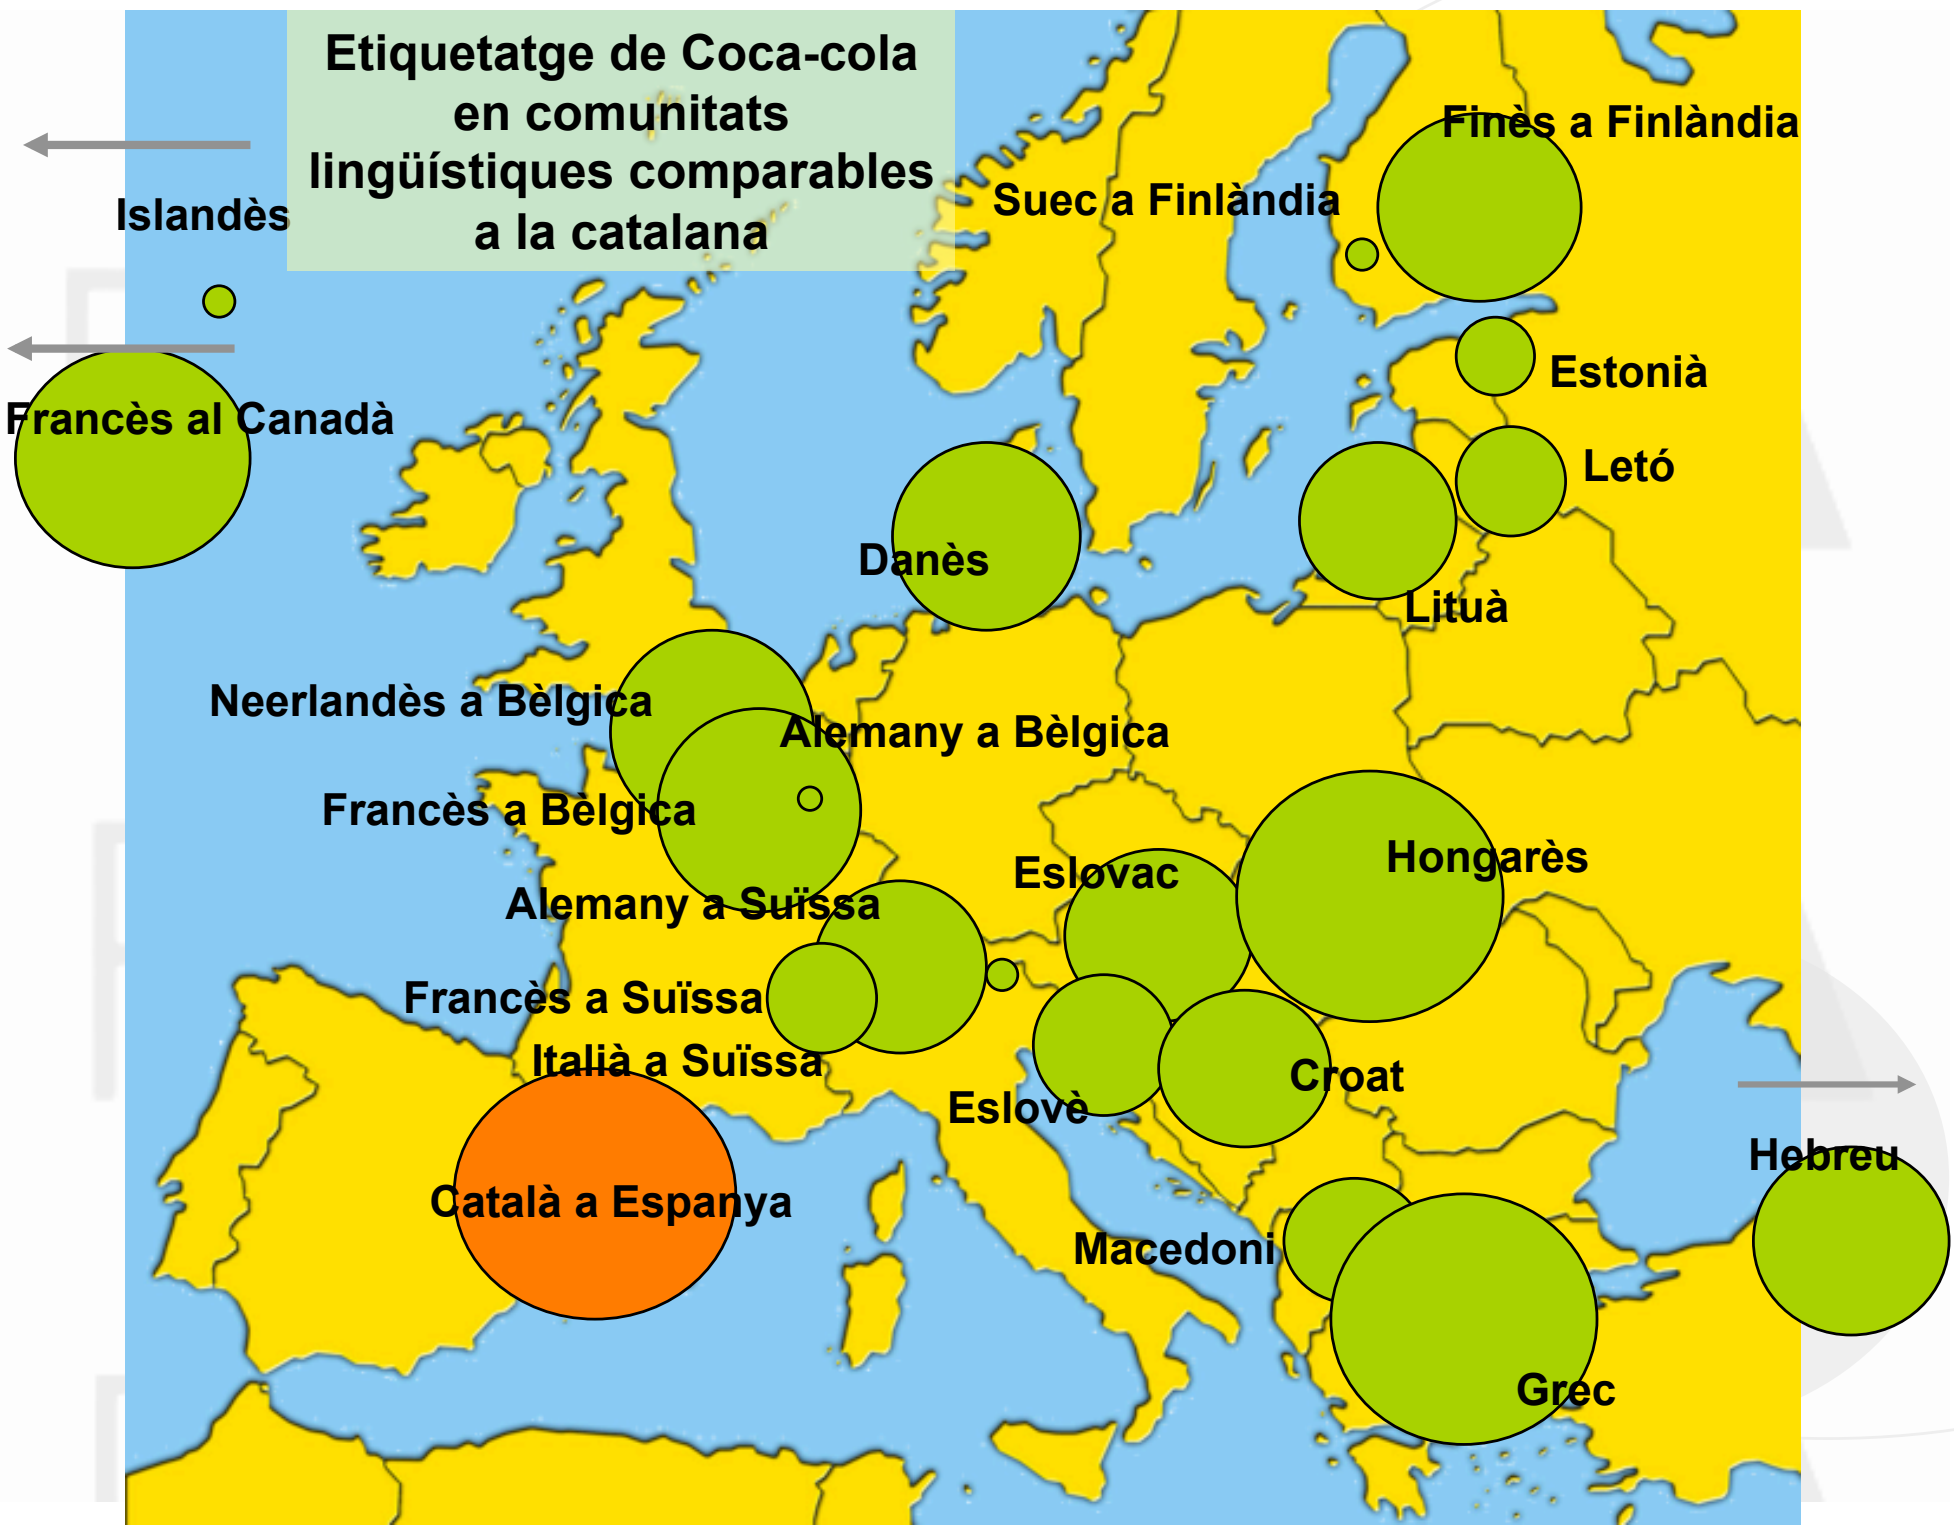 Etiquetatge de Coca-cola
en comunitats
lingüístiques comparables
a la catalana
Finès a Finlàndia
Suec a Finlàndia
Islandès
Estonià
Francès al Canadà
Letó
Danès
Lituà
Neerlandès a Bèlgica
Alemany a Bèlgica
Francès a Bèlgica
Hongarès
Eslovac
Alemany a Suïssa
Francès a Suïssa
Italià a Suïssa
Croat
Eslovè
Hebreu
Català a Espanya
Macedoni
Grec